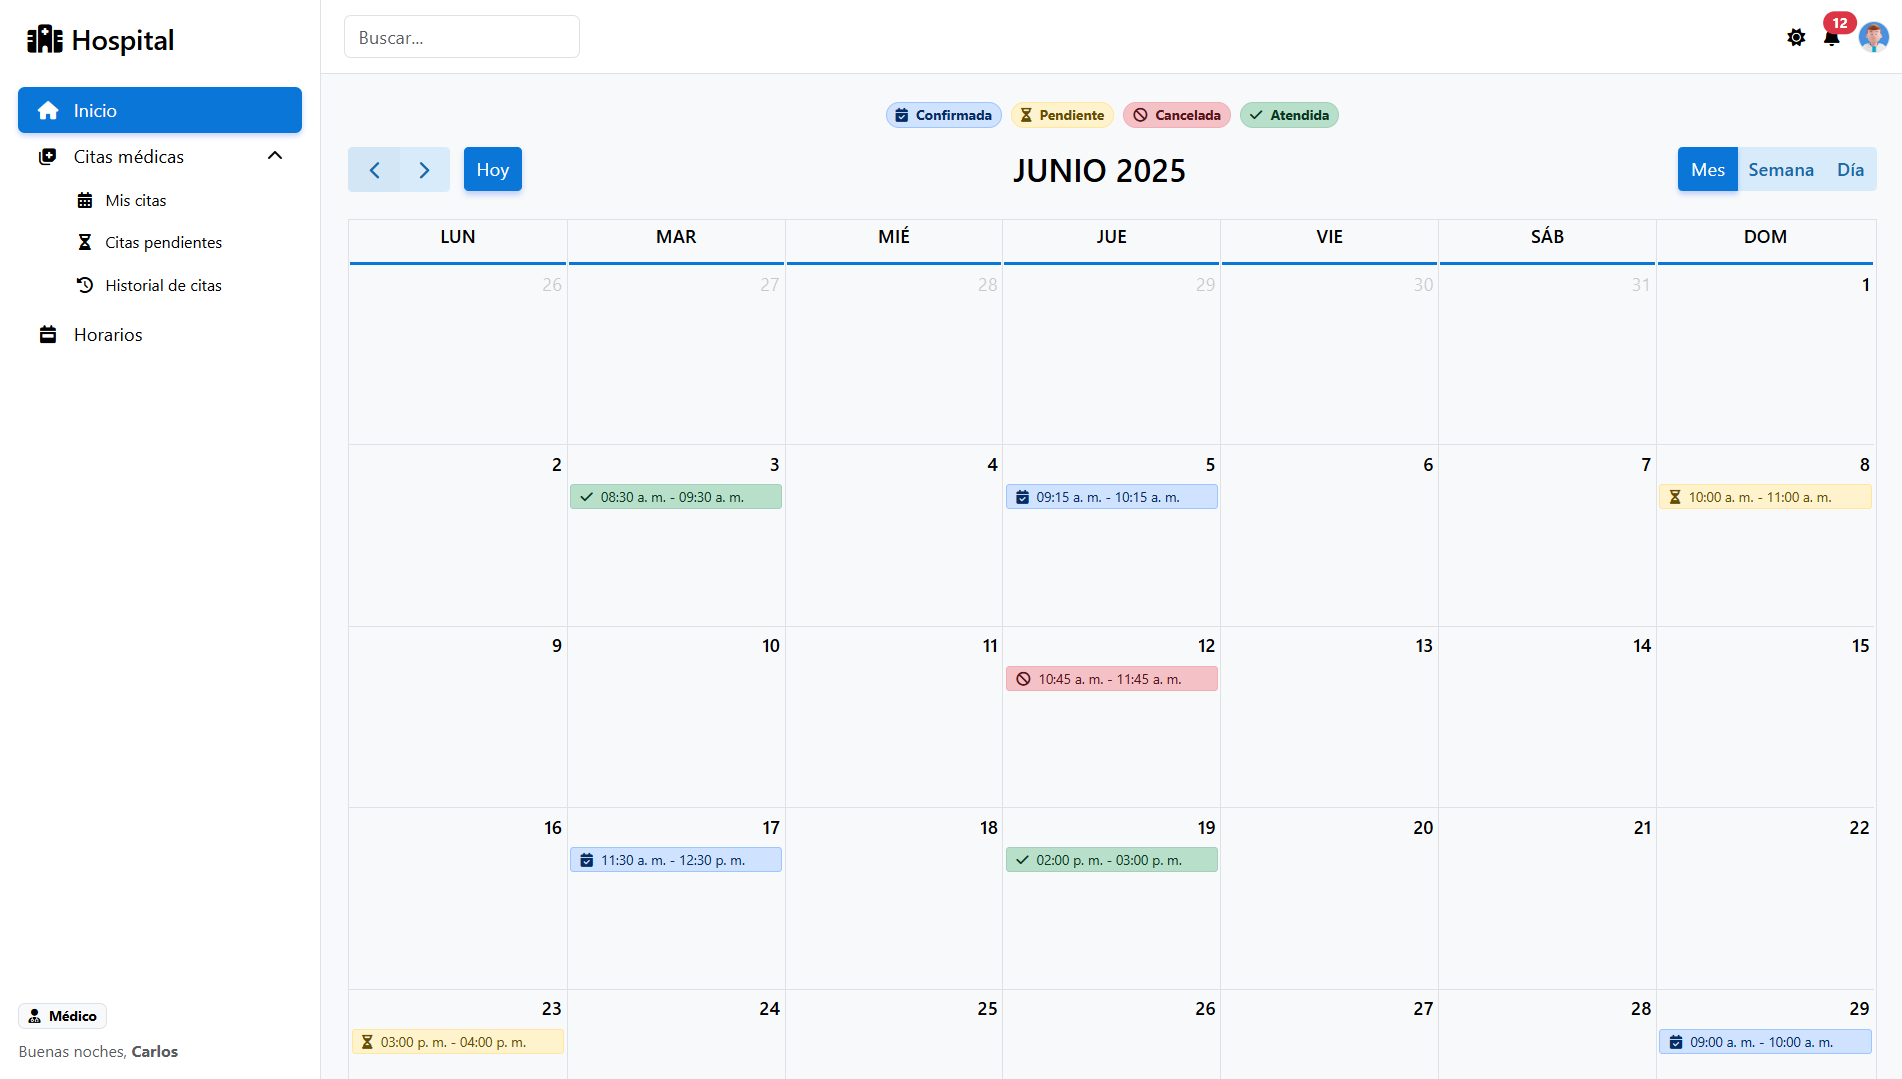 Hospital
Inicio
Citas médicas
Mis citas
Citas pendientes
Historial de citas
Horarios
Médico
Buenas noches, Carlos
Buscar...
12
Confirmada Pendiente Cancelada Atendida
Hoy
JUNIO 2025
Mes Semana Día
LUN MAR MIÉ JUE VIE SÁB DOM
26 27 28 29 30 31 1
2 3 4 5 6 7 8
08:30 a. m. - 09:30 a. m. 09:15 a. m. - 10:15 a. m. 10:00 a. m. - 11:00 a. m.
9 10 11 12 13 14 15
10:45 a. m. - 11:45 a. m.
16 17 18 19 20 21 22
11:30 a. m. - 12:30 p. m. 02:00 p. m. - 03:00 p. m.
23 24 25 26 27 28 29
03:00 p. m. - 04:00 p. m. 09:00 a. m. - 10:00 a. m.